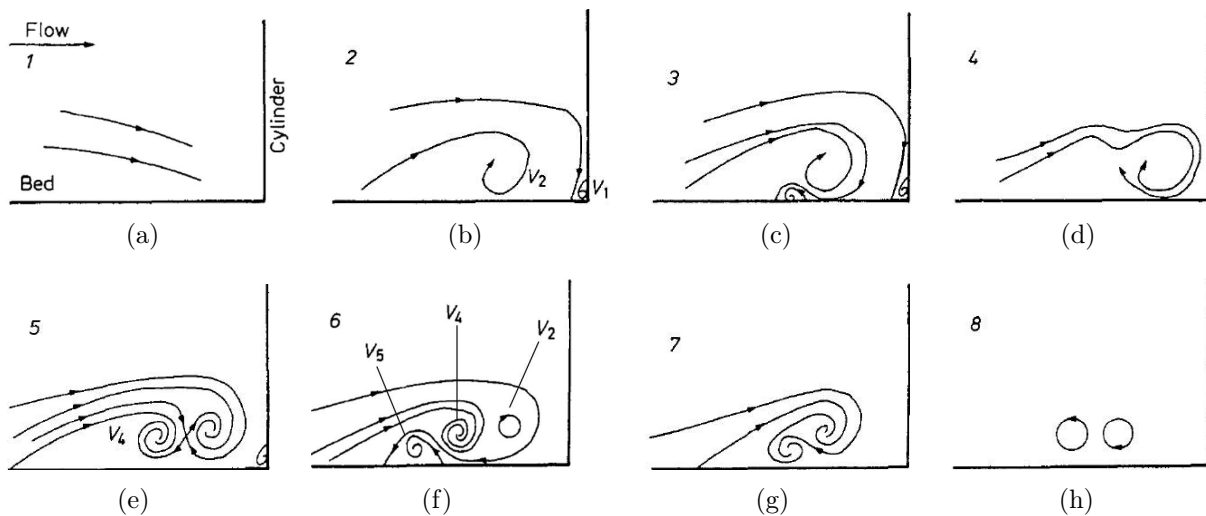 Flow
1
Cylinder
Bed
(a)
2
V2
V1
(b)
3
(c)
4
(d)
5
V4
(e)
6
V4
V2
V5
(f)
7
(g)
8
(h)